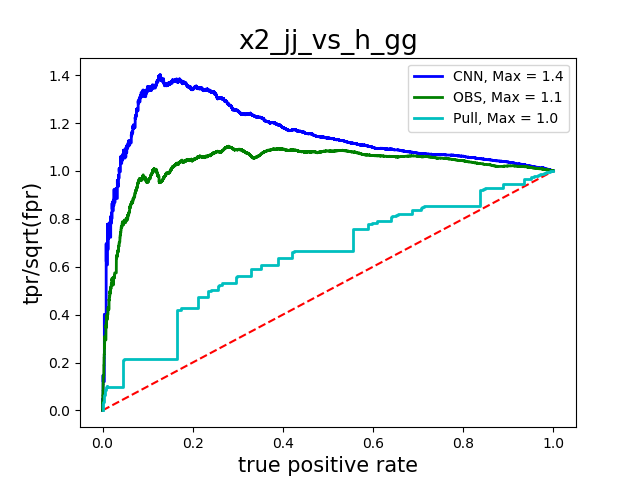 x2_jj_vs_h_gg
CNN, Max = 1.4
OBS, Max = 1.1
Pull, Max = 1.0
tpr/sqrt(fpr)
1.4
1.2
1.0
0.8
0.6
0.4
0.2
0.0
0.0 0.2 0.4 0.6 0.8 1.0
true positive rate